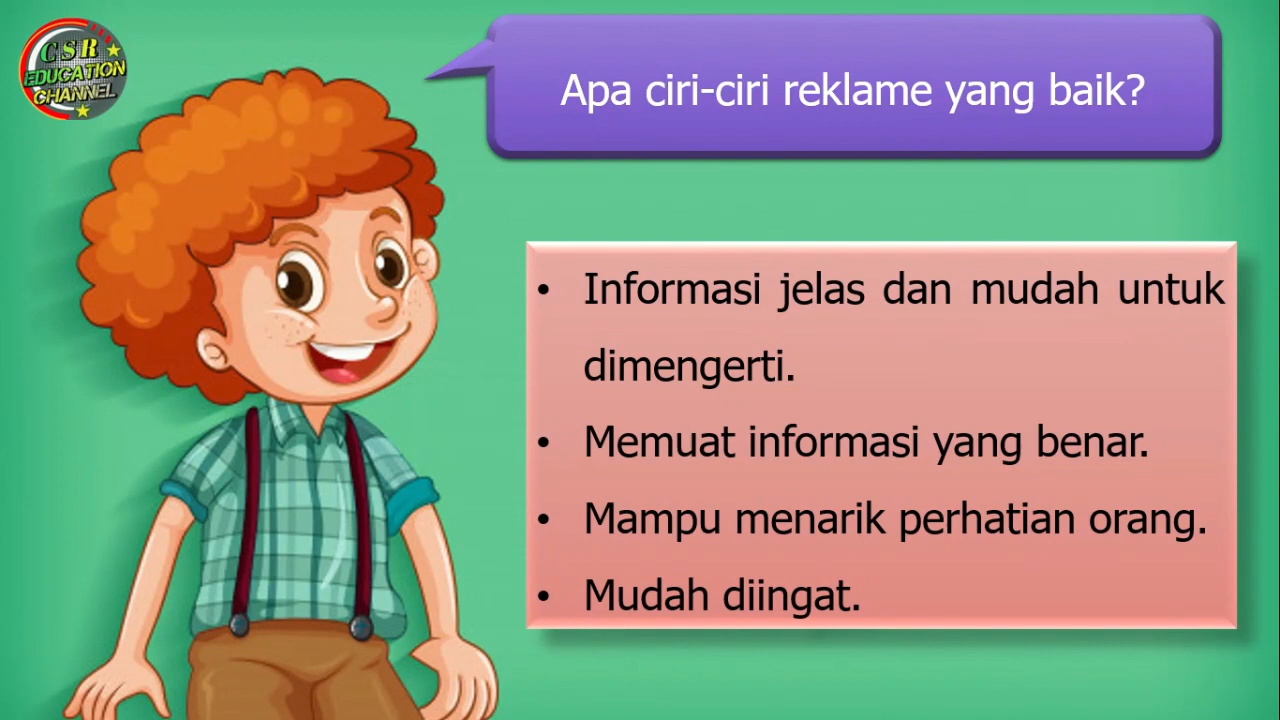 CSR
EDUCATION
CHANNEL
Apa ciri-ciri reklame yang baik?
• Informasi jelas dan mudah untuk
dimengerti.
• Memuat informasi yang benar.
• Mampu menarik perhatian orang.
• Mudah diingat.